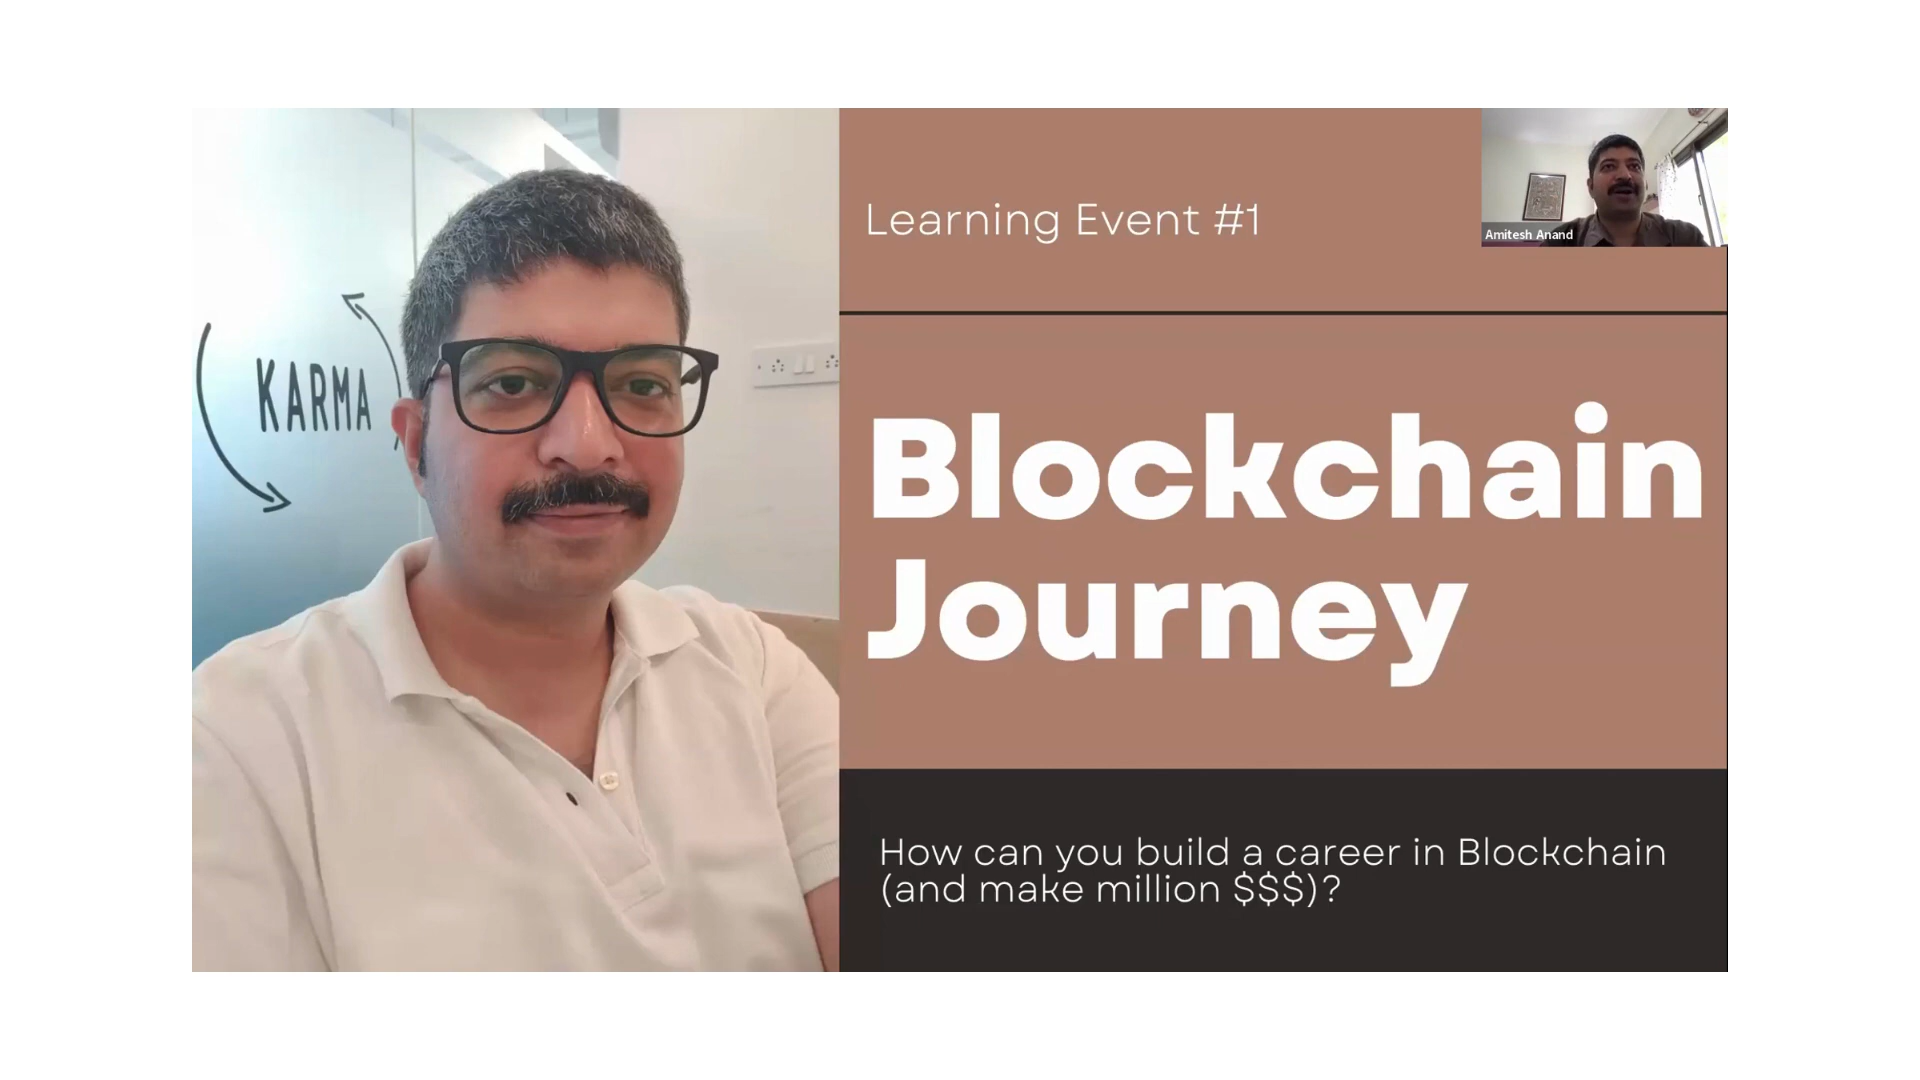 KARMA
Learning Event #1
Amitesh Anand
Blockchain
Journey
How can you build a career in Blockchain
(and make million $$$)?